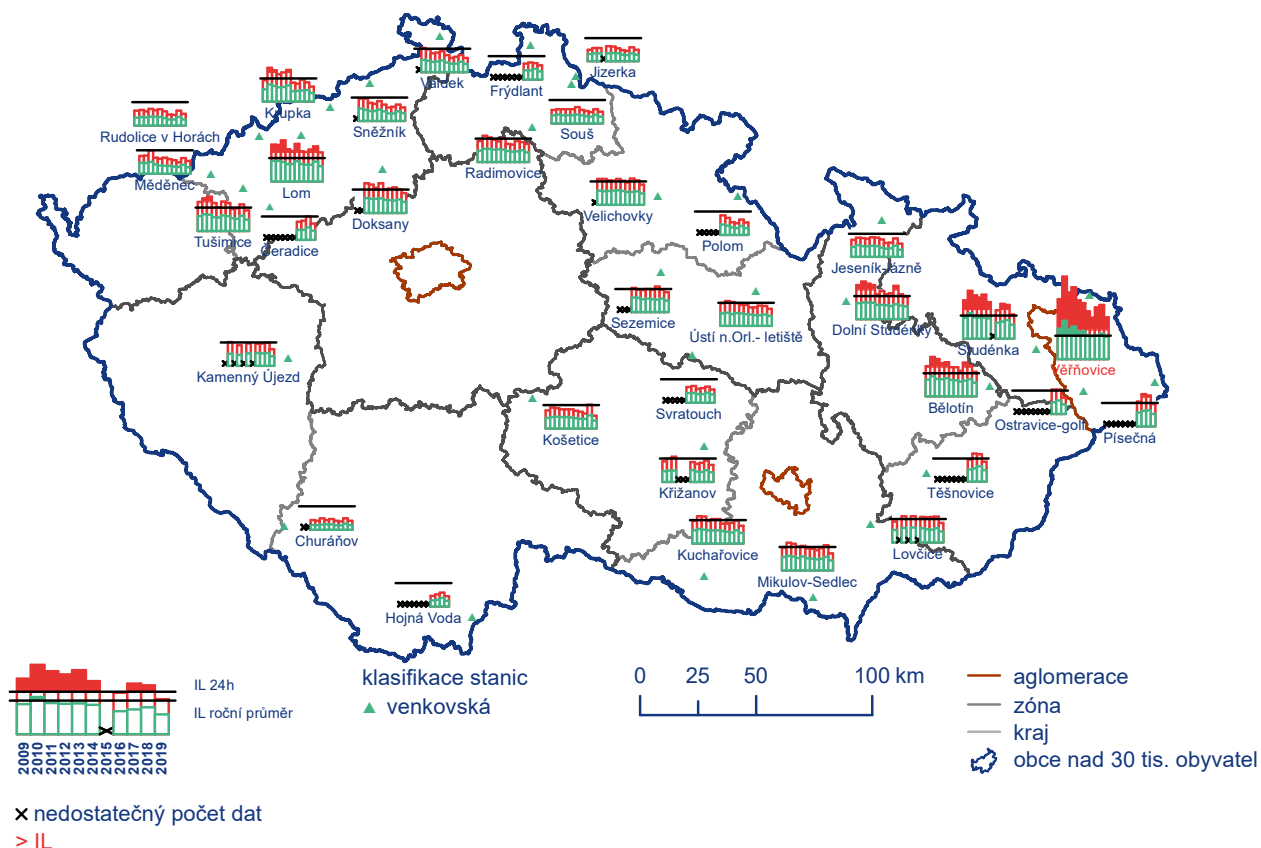 Valdek
Frýdlant
Jizerka
Krupka
Rudolice v Horách
Sněžník
Souš
Měděnec
Lom
Radimovice
Tušimice
Doksany
Velichovky
Polom
Jeseník-lázně
Sezemice
Ústí n.Orl.- letiště
Dolní Studénky
Studénka
Věřňovice
Kamenný Újezd
Svratouch
Bělotín
Košetice
Ostravice-golf
Písečná
Křižanov
Těšnovice
Churáňov
Kuchařovice
Lovčice
Mikulov-Sedlec
Hojná Voda
IL 24h
IL roční průměr
2009
2010
2011
2012
2013
2014
2015
2016
2017
2018
2019
klasifikace stanic
venkovská
0 25 50 100 km
aglomerace
zóna
kraj
obce nad 30 tis. obyvatel
nedostatečný počet dat
> IL